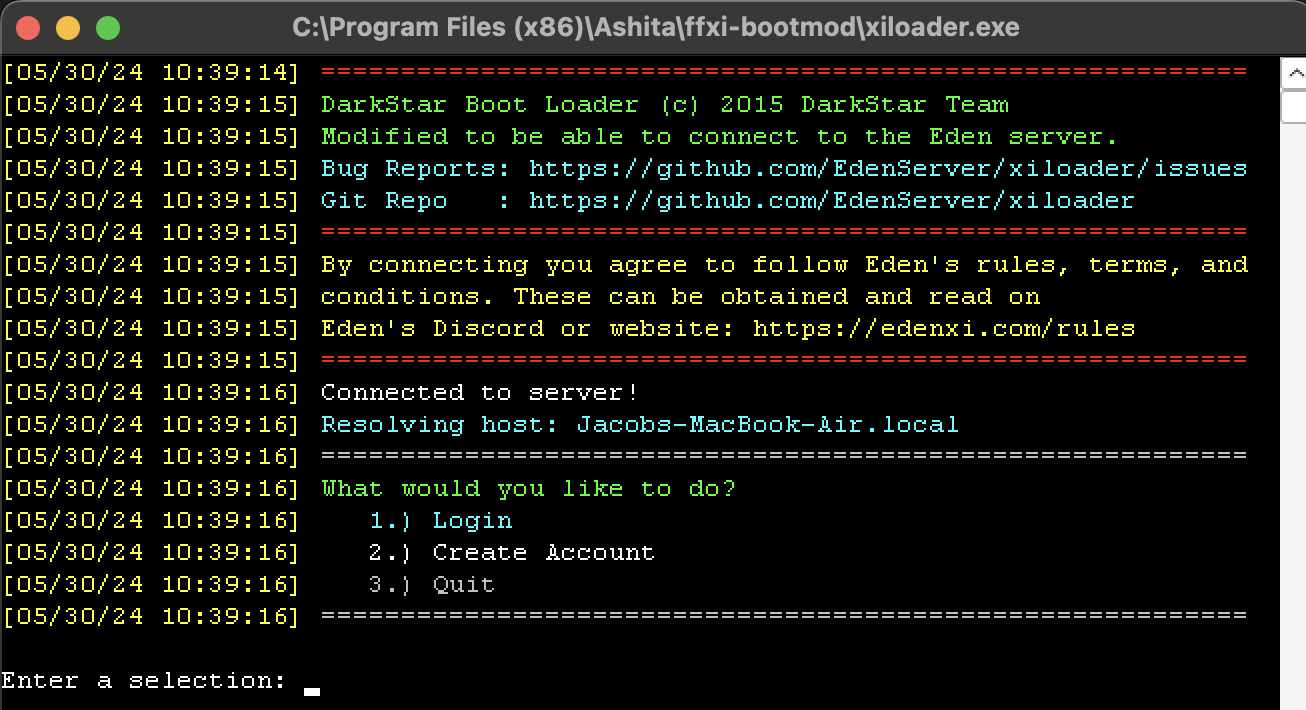 C:\Program Files (x86)\Ashita\ffxi-bootmod\xiloader.exe
[05/30/24 10:39:14] ==========================================================
[05/30/24 10:39:15] DarkStar Boot Loader (c) 2015 DarkStar Team
[05/30/24 10:39:15] Modified to be able to connect to the Eden server.
[05/30/24 10:39:15] Bug Reports: https://github.com/EdenServer/xiloader/issues
[05/30/24 10:39:15] Git Repo   : https://github.com/EdenServer/xiloader
[05/30/24 10:39:15] ==========================================================
[05/30/24 10:39:15] By connecting you agree to follow Eden's rules, terms, and
[05/30/24 10:39:15] conditions. These can be obtained and read on
[05/30/24 10:39:15] Eden's Discord or website: https://edenxi.com/rules
[05/30/24 10:39:15] ==========================================================
[05/30/24 10:39:16] Connected to server!
[05/30/24 10:39:16] Resolving host: Jacobs-MacBook-Air.local
[05/30/24 10:39:16] ==========================================================
[05/30/24 10:39:16] What would you like to do?
[05/30/24 10:39:16]    1.) Login
[05/30/24 10:39:16]    2.) Create Account
[05/30/24 10:39:16]    3.) Quit
[05/30/24 10:39:16] ==========================================================
Enter a selection: